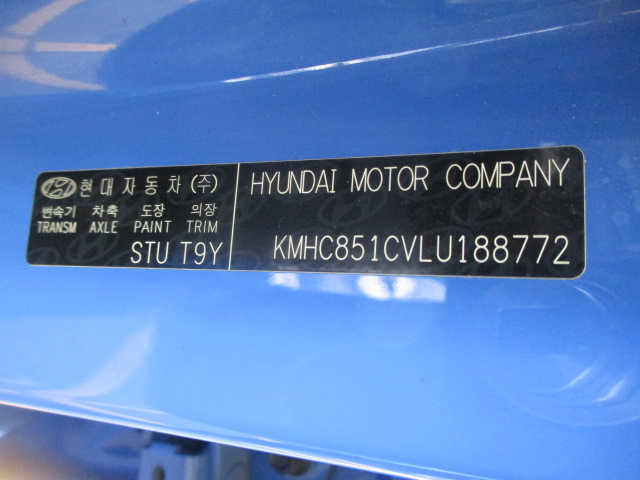 현대자동차(주)
변속기 차축 도장 의장
TRANSM AXLE PAINT TRIM
STU T9Y
HYUNDAI MOTOR COMPANY
KMHC851CVLU188772